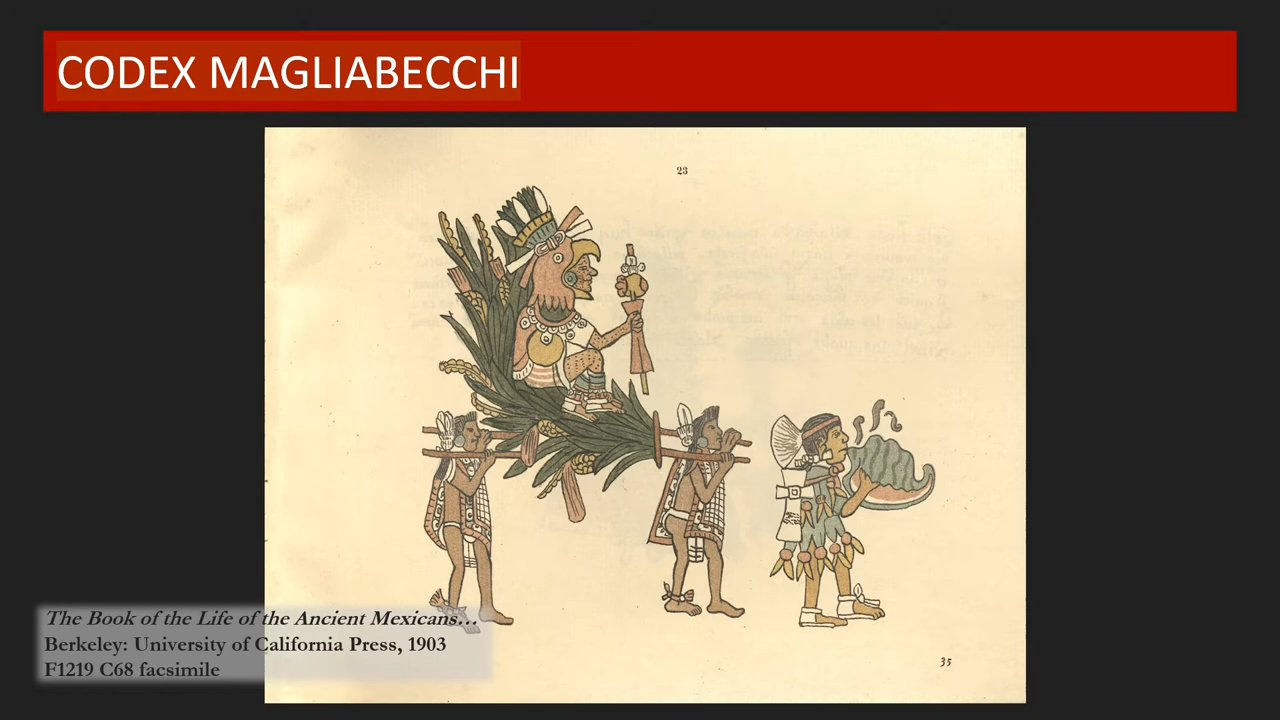 CODEX MAGLIABECCHI
23
35
The Book of the Life of the Ancient Mexicans…
Berkeley: University of California Press, 1903
F1219 C68 facsimile